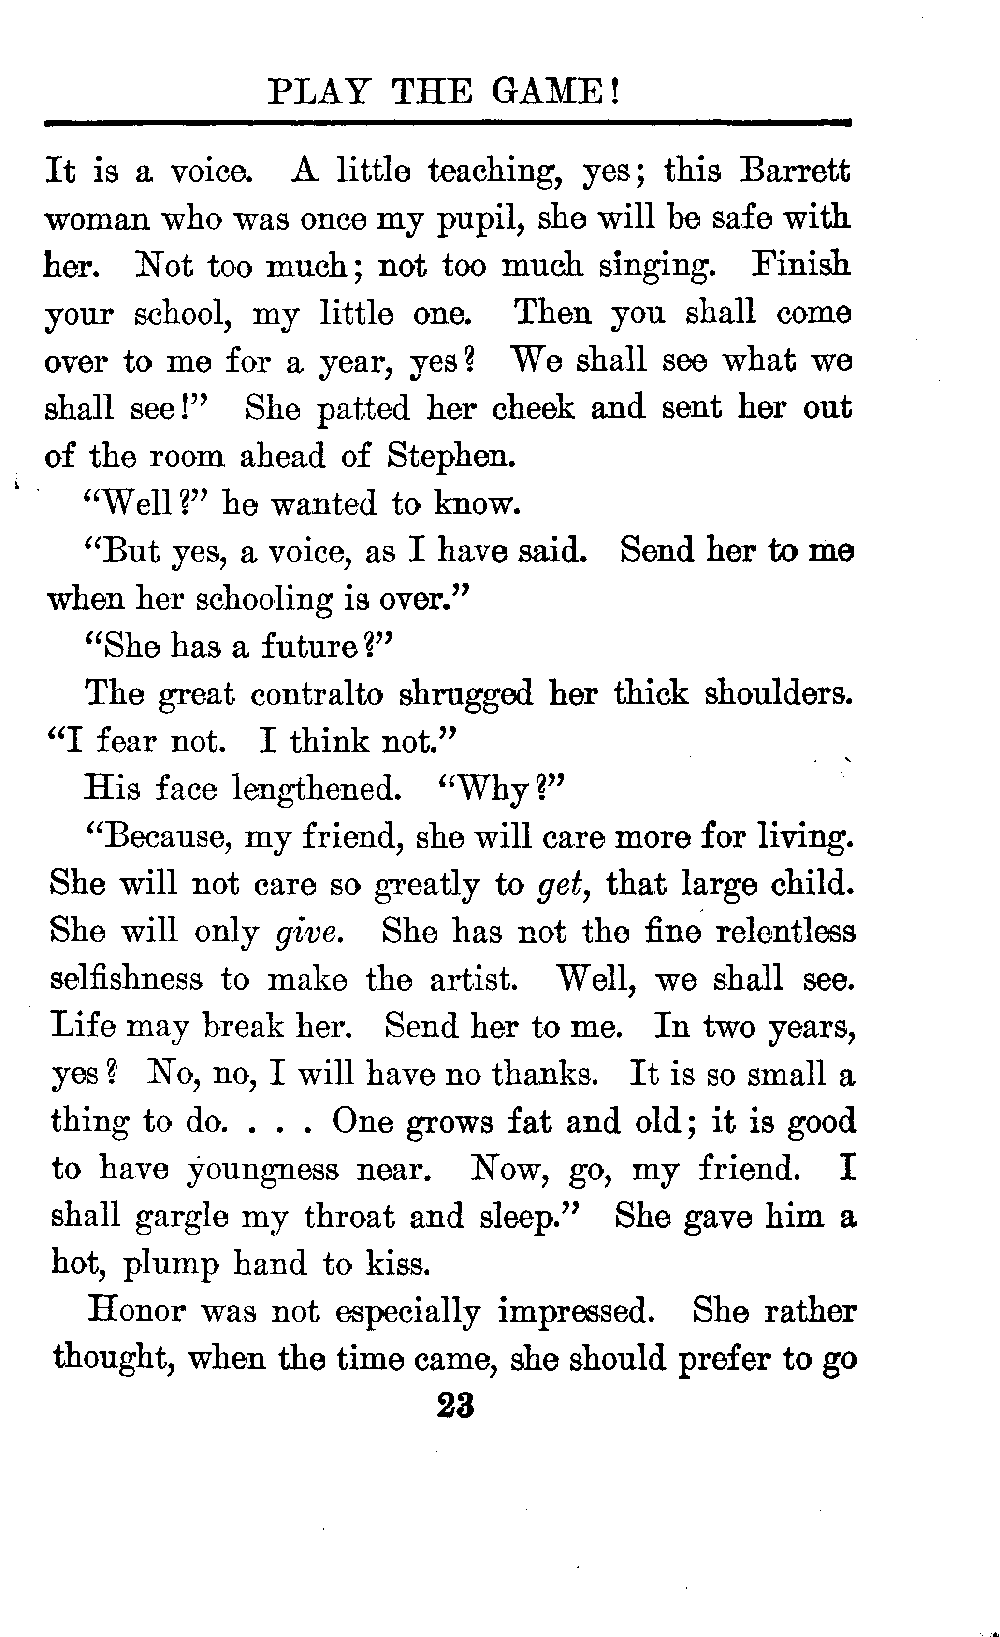 PLAY THE GAME!
It is a voice. A little teaching, yes; this Barrett
woman who was once my pupil, she will be safe with
her. Not too much; not too much singing. Finish
your school, my little one. Then you shall come
over to me for a year, yes? We shall see what we
shall see!” She patted her cheek and sent her out
of the room ahead of Stephen.
“Well?” he wanted to know.
“But yes, a voice, as I have said. Send her to me
when her schooling is over.”
“She has a future?”
The great contralto shrugged her thick shoulders.
“I fear not. I think not.”
His face lengthened. “Why?”
“Because, my friend, she will care more for living.
She will not care so greatly to get, that large child.
She will only give. She has not the fine relentless
selfishness to make the artist. Well, we shall see.
Life may break her. Send her to me. In two years,
yes? No, no, I will have no thanks. It is so small a
thing to do. . . . One grows fat and old; it is good
to have youngness near. Now, go, my friend. I
shall gargle my throat and sleep.” She gave him a
hot, plump hand to kiss.
Honor was not especially impressed. She rather
thought, when the time came, she should prefer to go
23